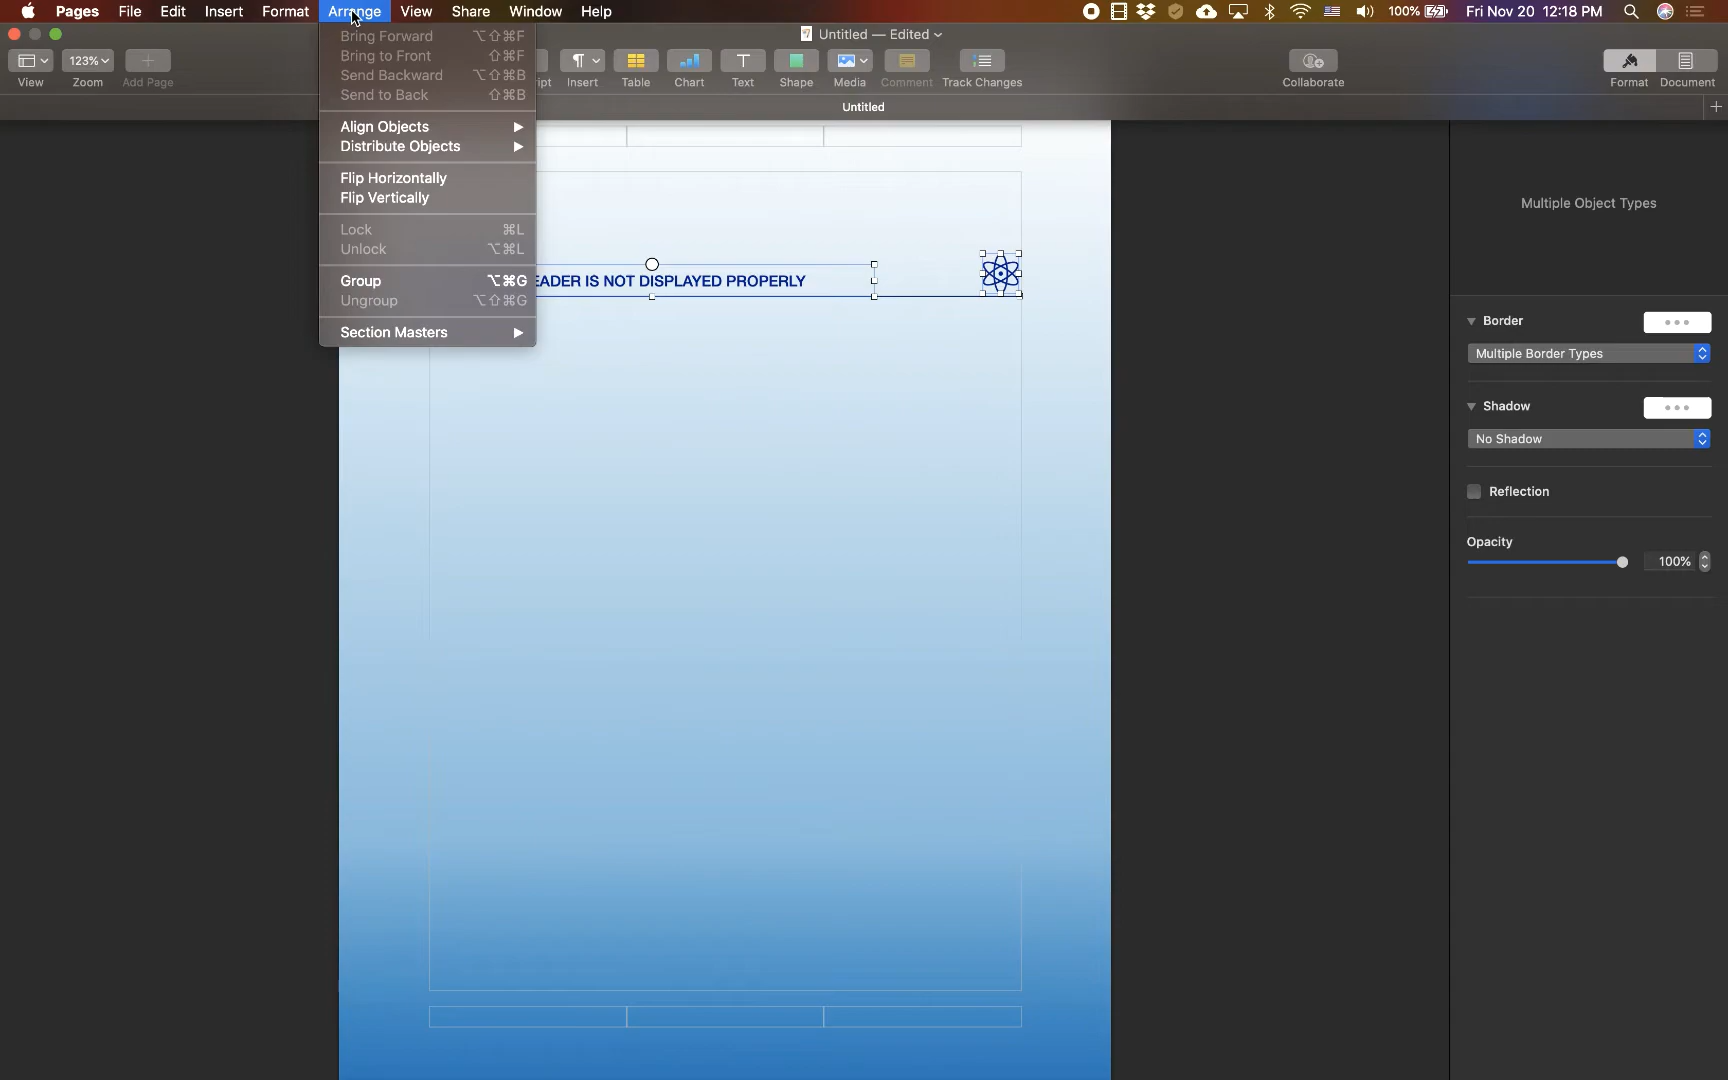 Pages File Edit Insert Format Arrange View Share Window Help 100% Fri Nov 20 12:18 PM
Untitled — Edited
123%
View Zoom Add Page Insert Table Chart Text Shape Media Comment Track Changes Collaborate Format Document
Untitled
Bring Forward ⌥⇧⌘F
Bring to Front ⇧⌘F
Send Backward ⌥⇧⌘B
Send to Back ⇧⌘B
Align Objects
Distribute Objects
Flip Horizontally
Flip Vertically
Lock ⌘L
Unlock ⌥⌘L
Group ⌥⌘G
Ungroup ⌥⇧⌘G
Section Masters
EADER IS NOT DISPLAYED PROPERLY
Multiple Object Types
Border
Multiple Border Types
Shadow
No Shadow
Reflection
Opacity
100%